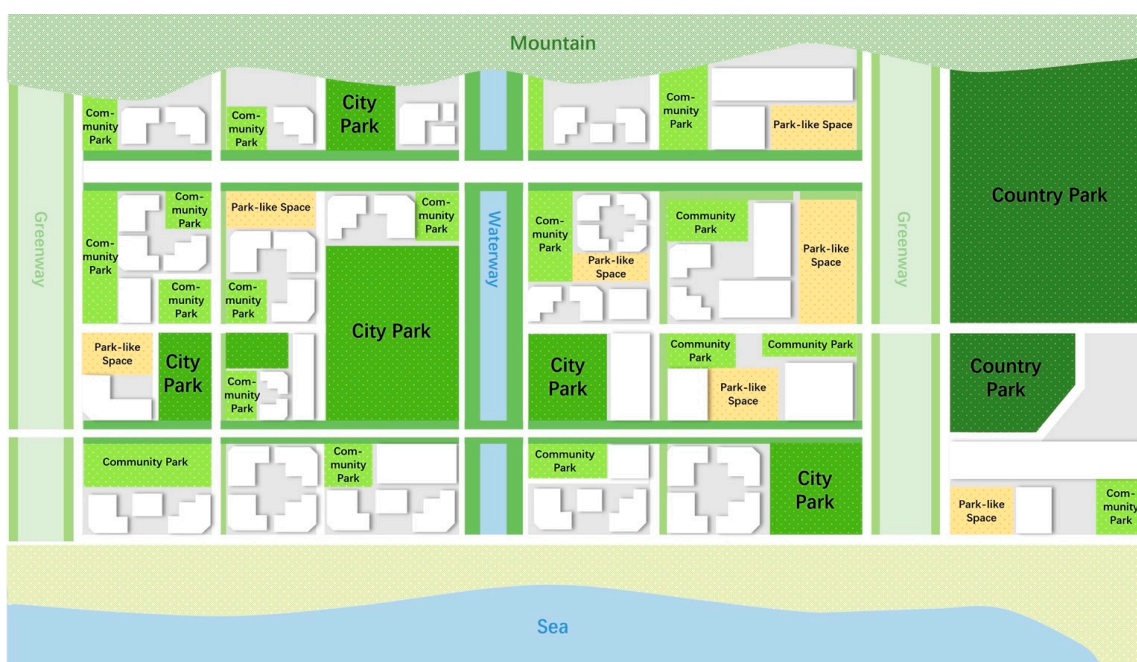 Mountain
Com-
munity
Park
Com-
munity
Park
City
Park
Com-
munity
Park
Park-like Space
Country Park
Com-
munity
Park
Park-like Space
Com-
munity
Park
Com-
munity
Park
Community
Park
Greenway
Com-
munity
Park
Waterway
Greenway
Park-like
Space
Park-like
Space
Com-
munity
Park
Com-
munity
Park
City Park
Park-like
Space
City
Park
Com-
munity
Park
City
Park
Community
Park
Community Park
Park-like
Space
Country
Park
Community Park
Com-
munity
Park
Community
Park
City
Park
Park-like
Space
Com-
munity
Park
Sea